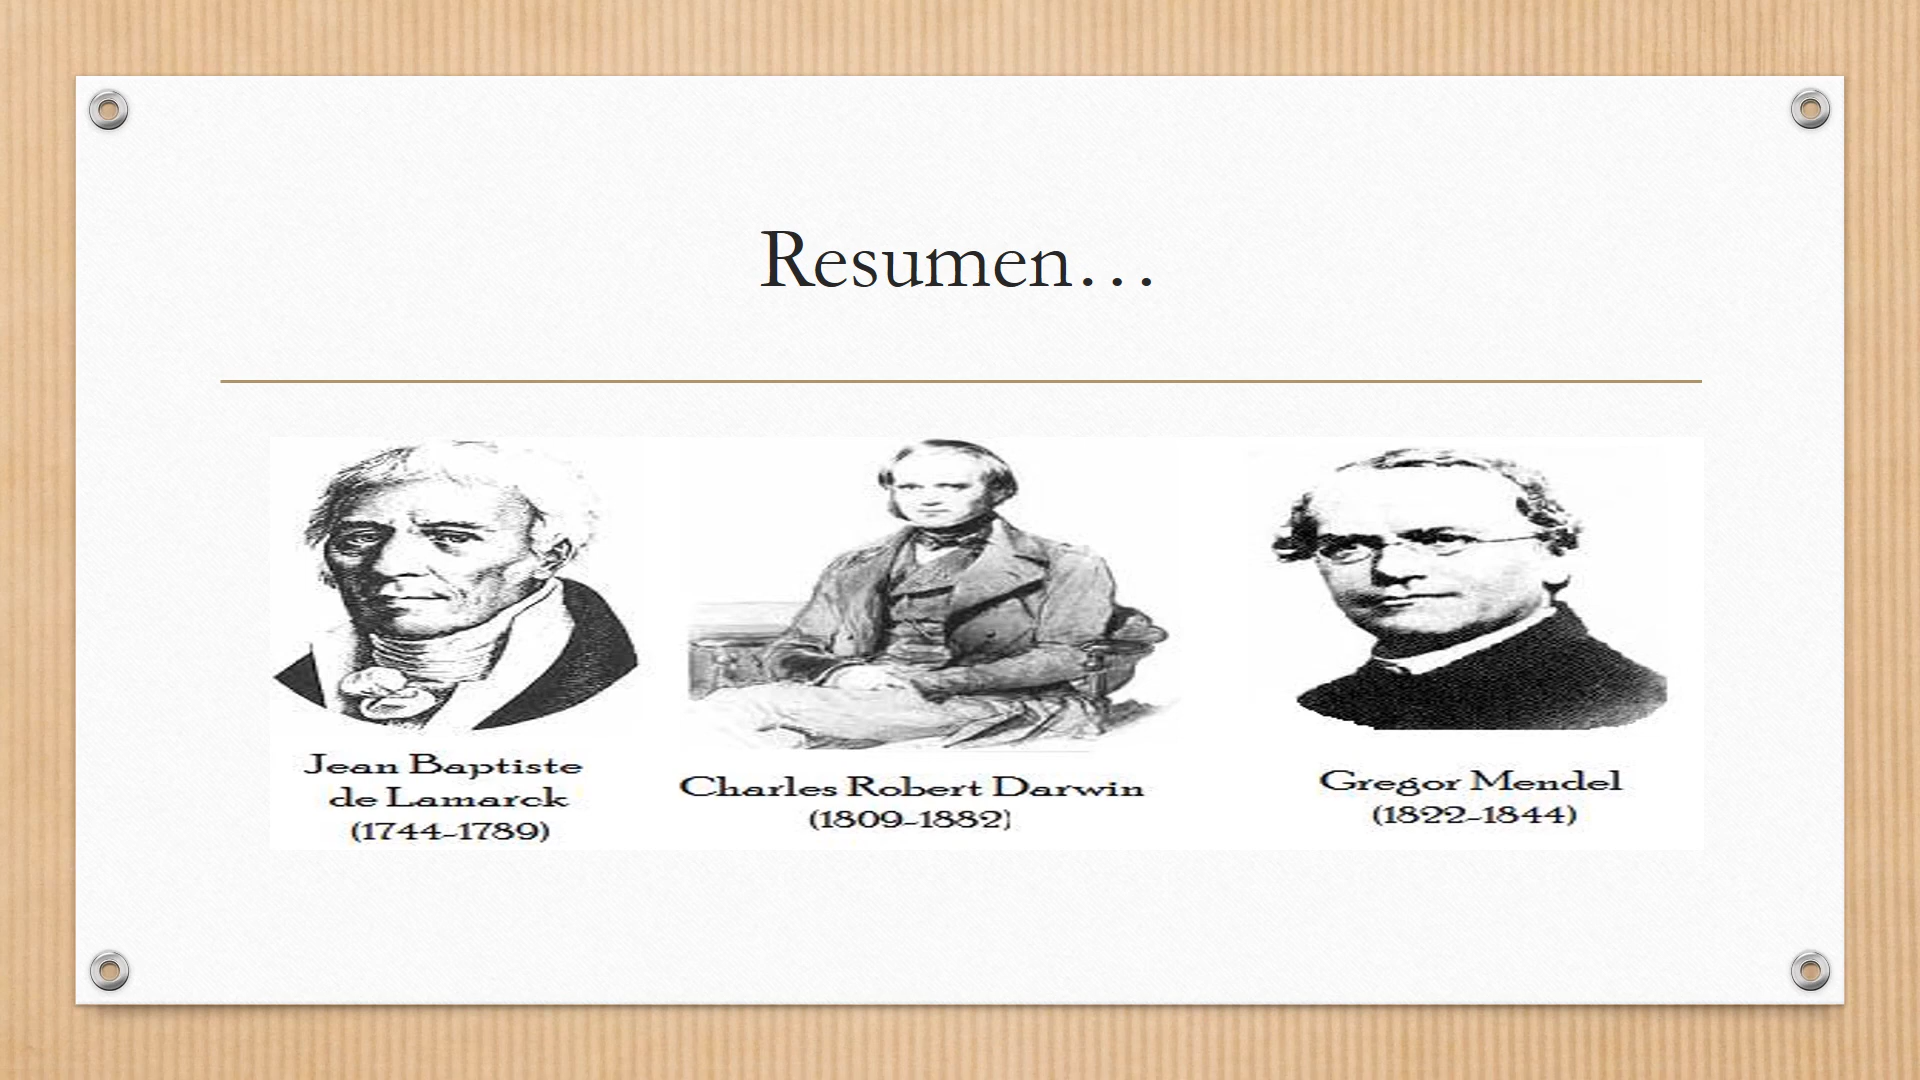 Resumen…
Jean Baptiste
de Lamarck
(1744-1789)
Charles Robert Darwin
(1809-1882)
Gregor Mendel
(1822-1844)